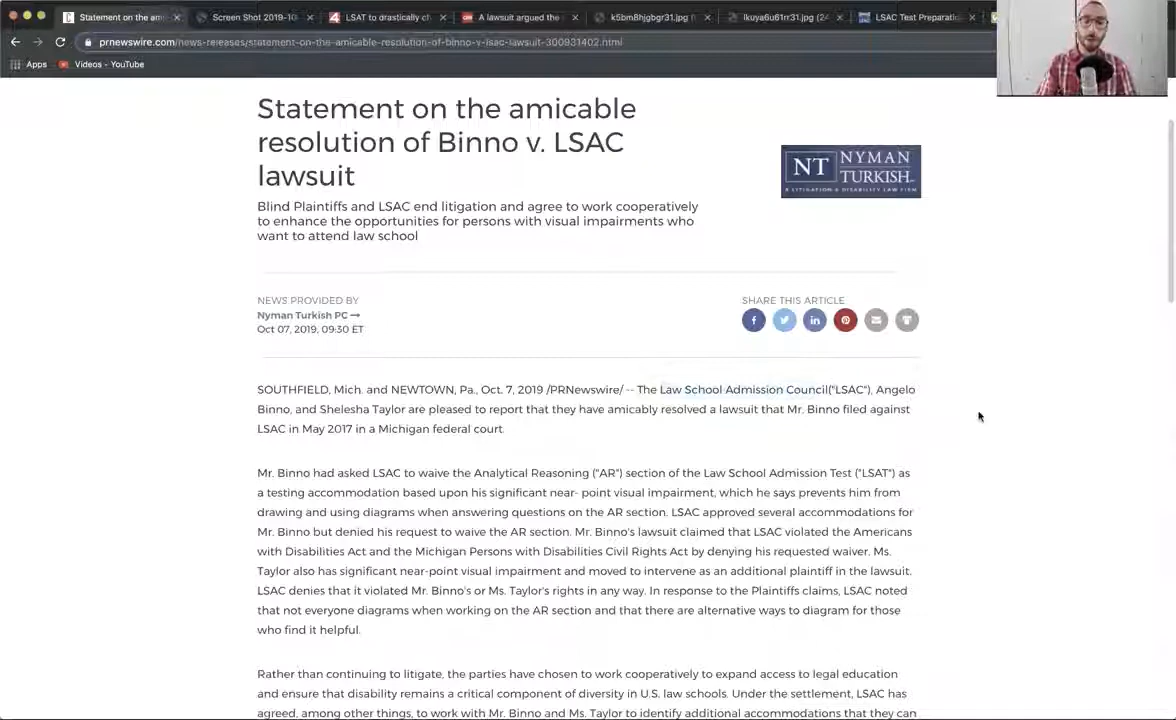 Statement on the am
Screen Shot 2019-10-
LSAT to drastically ch
A lawsuit argued the
k5bm8hjgbgr31.jpg
lkuya6u61rr31.jpg (24
LSAC Test Preparati
prnewswire.com/news-releases/statement-on-the-amicable-resolution-of-binno-v-lsac-lawsuit-300931402.html
Apps
Videos - YouTube
Statement on the amicable
resolution of Binno v. LSAC
lawsuit
NT NYMAN
TURKISH PC
A LITIGATION & DISABILITY LAW FIRM
Blind Plaintiffs and LSAC end litigation and agree to work cooperatively
to enhance the opportunities for persons with visual impairments who
want to attend law school
NEWS PROVIDED BY
Nyman Turkish PC →
Oct 07, 2019, 09:30 ET
SHARE THIS ARTICLE
SOUTHFIELD, Mich. and NEWTOWN, Pa., Oct. 7, 2019 /PRNewswire/ -- The Law School Admission Council("LSAC"), Angelo
Binno, and Shelesha Taylor are pleased to report that they have amicably resolved a lawsuit that Mr. Binno filed against
LSAC in May 2017 in a Michigan federal court.
Mr. Binno had asked LSAC to waive the Analytical Reasoning ("AR") section of the Law School Admission Test ("LSAT") as
a testing accommodation based upon his significant near- point visual impairment, which he says prevents him from
drawing and using diagrams when answering questions on the AR section. LSAC approved several accommodations for
Mr. Binno but denied his request to waive the AR section. Mr. Binno's lawsuit claimed that LSAC violated the Americans
with Disabilities Act and the Michigan Persons with Disabilities Civil Rights Act by denying his requested waiver. Ms.
Taylor also has significant near-point visual impairment and moved to intervene as an additional plaintiff in the lawsuit.
LSAC denies that it violated Mr. Binno's or Ms. Taylor's rights in any way. In response to the Plaintiffs claims, LSAC noted
that not everyone diagrams when working on the AR section and that there are alternative ways to diagram for those
who find it helpful.
Rather than continuing to litigate, the parties have chosen to work cooperatively to expand access to legal education
and ensure that disability remains a critical component of diversity in U.S. law schools. Under the settlement, LSAC has
agreed, among other things, to work with Mr. Binno and Ms. Taylor to identify additional accommodations that they can